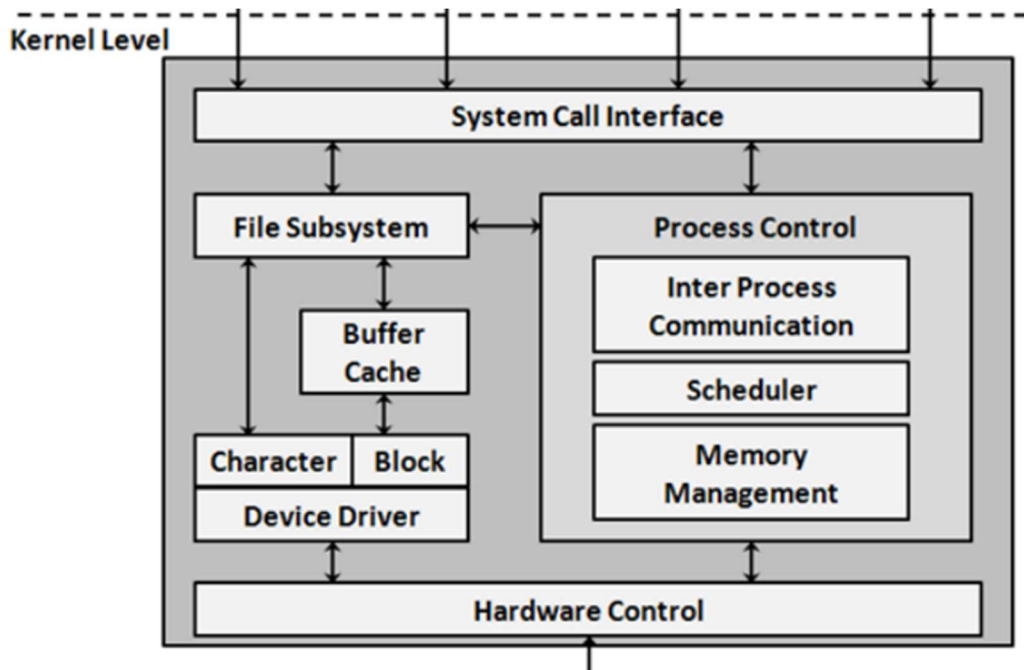 Kernel Level
System Call Interface
File Subsystem
Process Control
Inter Process
Communication
Buffer
Cache
Scheduler
Character
Block
Memory
Management
Device Driver
Hardware Control